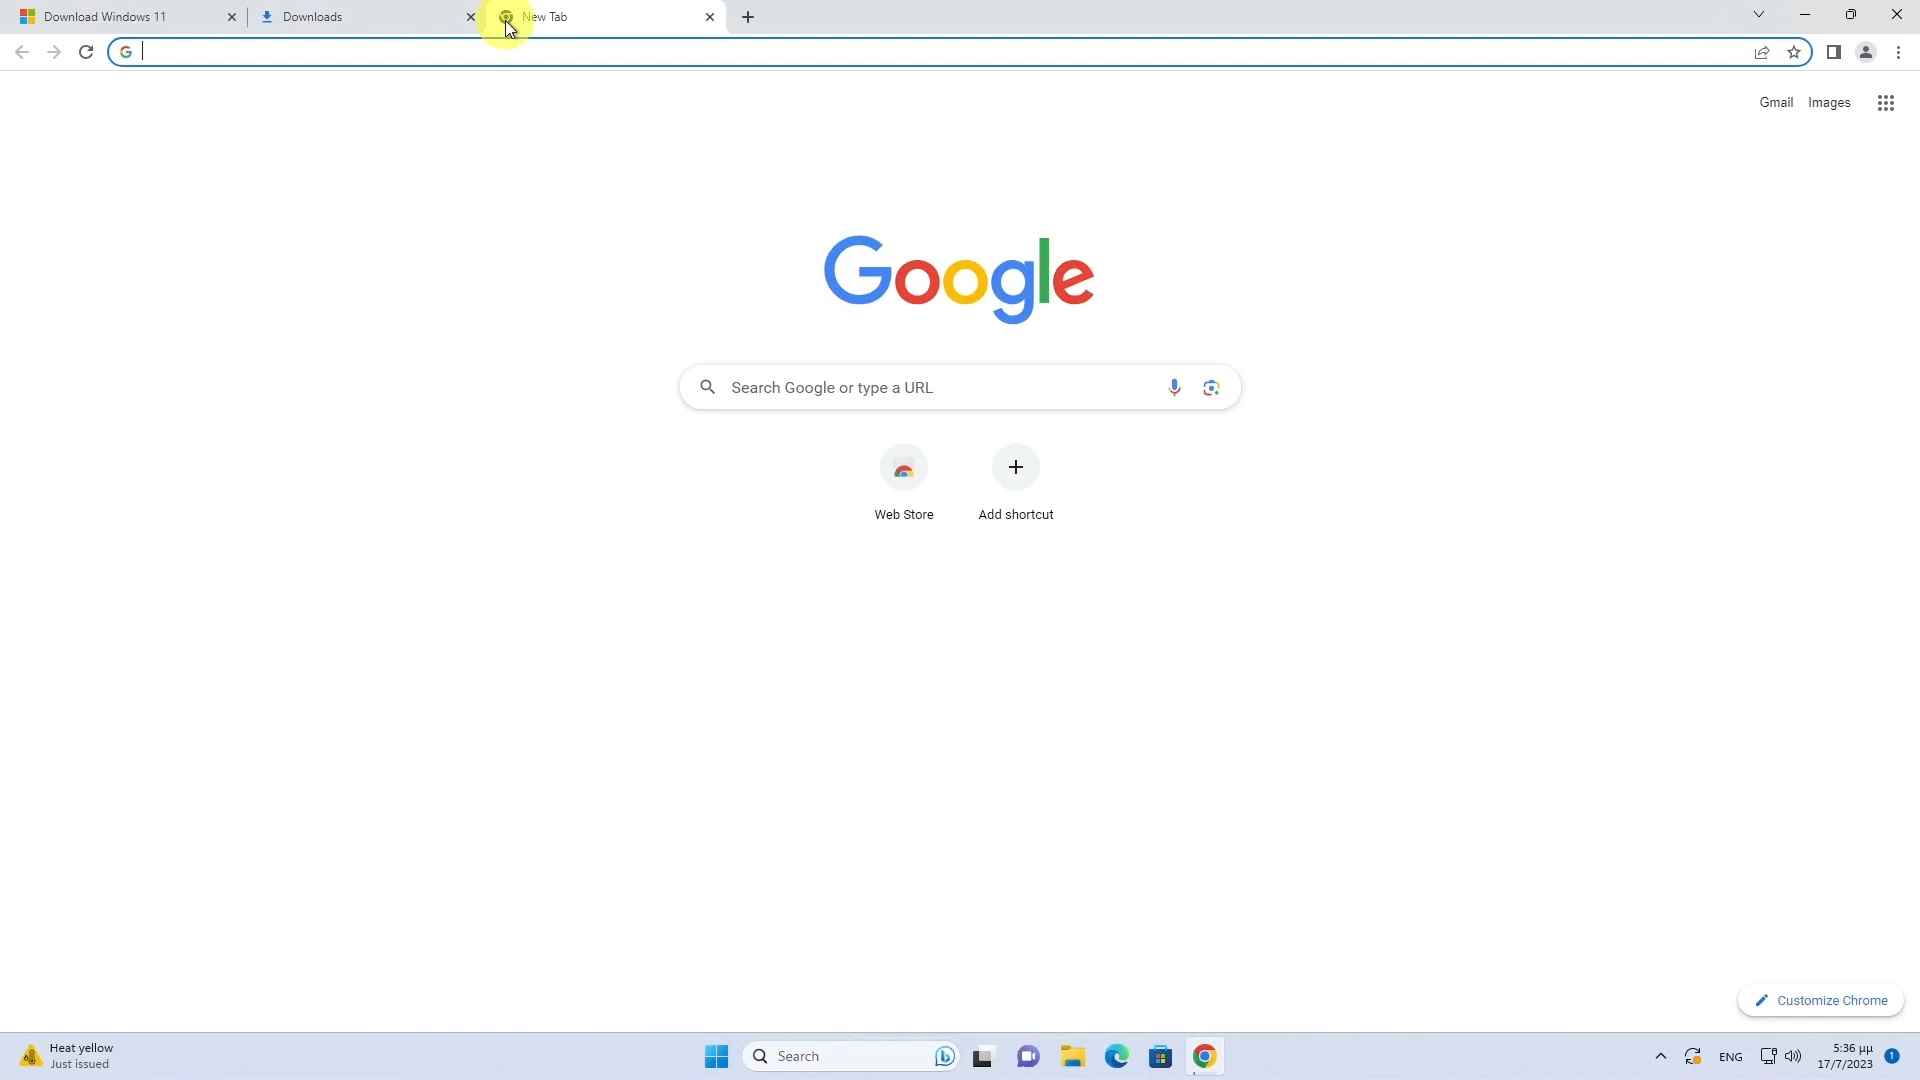 Download Windows 11
Downloads
New Tab
Gmail
Images
Google
Search Google or type a URL
Web Store
Add shortcut
Customize Chrome
Heat yellow
Just issued
Search
ENG
5:36 μμ
17/7/2023
1